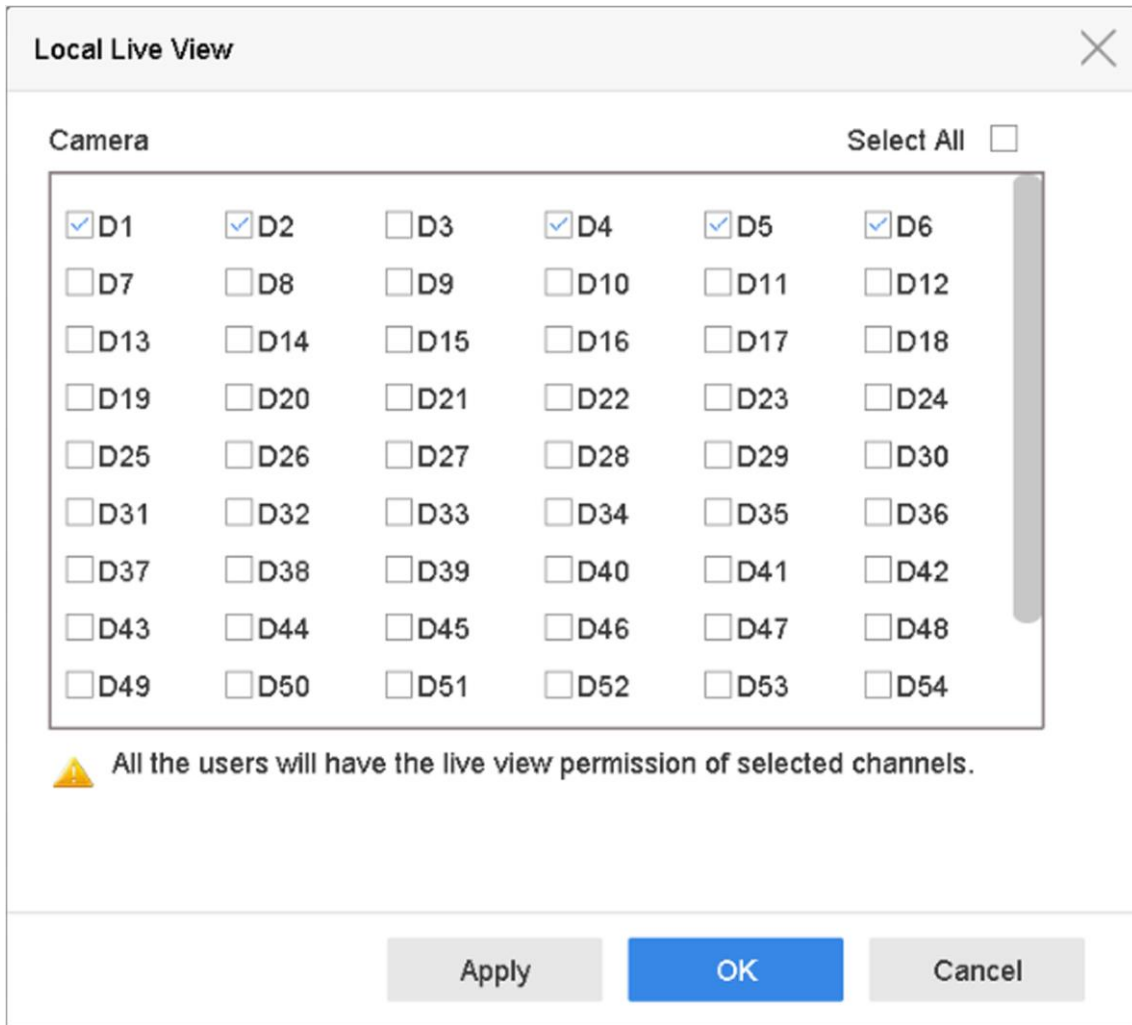 Local Live View
Camera Select All
D1 D2 D3 D4 D5 D6
D7 D8 D9 D10 D11 D12
D13 D14 D15 D16 D17 D18
D19 D20 D21 D22 D23 D24
D25 D26 D27 D28 D29 D30
D31 D32 D33 D34 D35 D36
D37 D38 D39 D40 D41 D42
D43 D44 D45 D46 D47 D48
D49 D50 D51 D52 D53 D54
All the users will have the live view permission of selected channels.
Apply OK Cancel